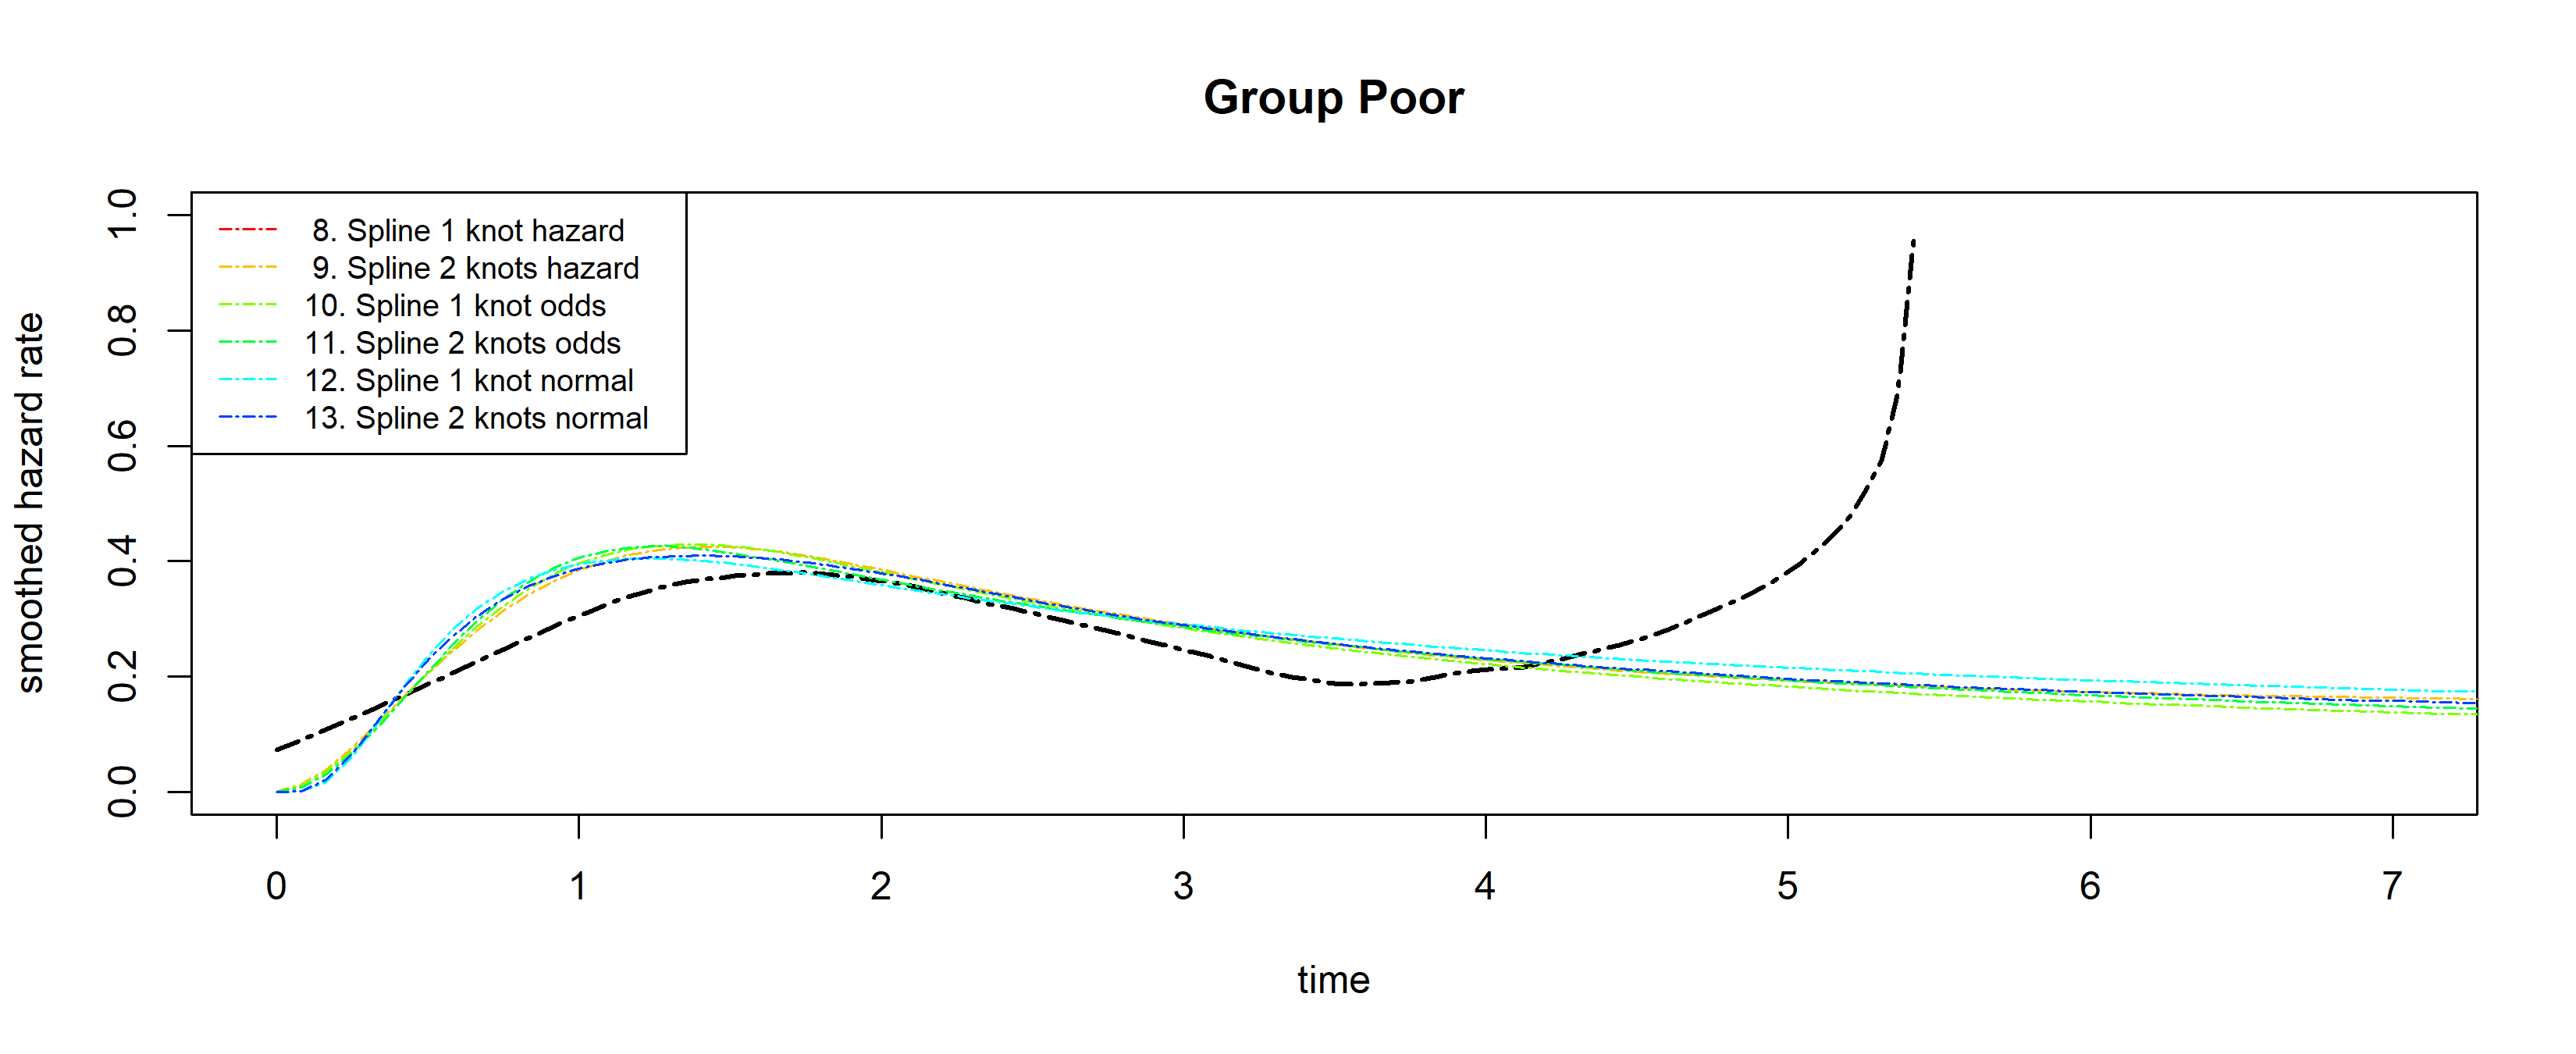 Group Poor
smoothed hazard rate
1.0
0.8
0.6
0.4
0.2
0.0
8. Spline 1 knot hazard
9. Spline 2 knots hazard
10. Spline 1 knot odds
11. Spline 2 knots odds
12. Spline 1 knot normal
13. Spline 2 knots normal
0 1 2 3 4 5 6 7
time